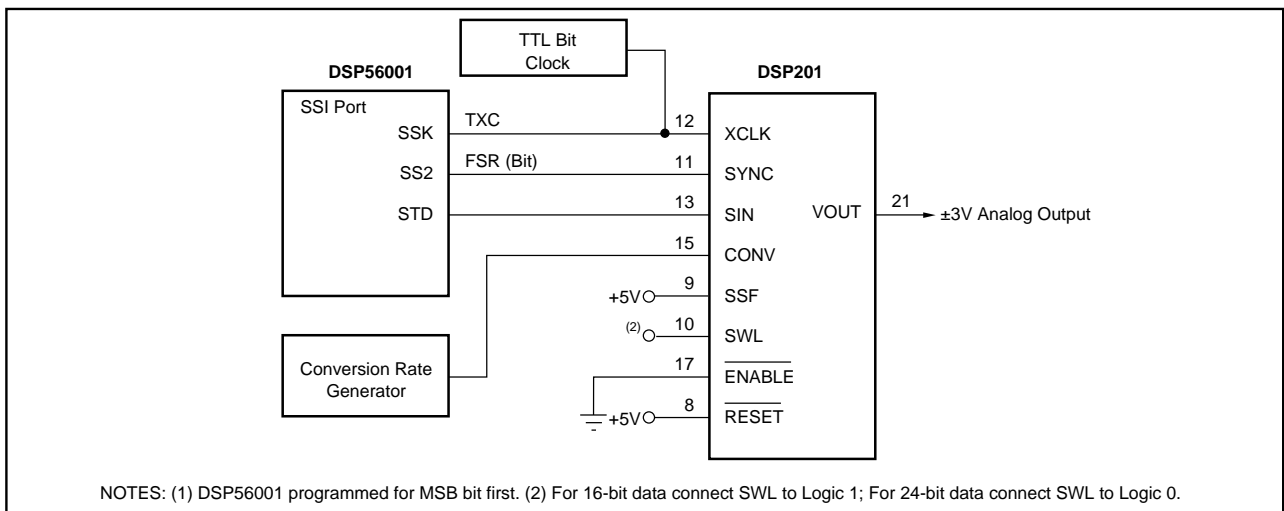 TTL Bit
Clock
DSP56001
DSP201
SSI Port
SSK
TXC
12
XCLK
SS2
FSR (Bit)
11
SYNC
STD
13
SIN
VOUT
21
±3V Analog Output
15
CONV
+5V
9
SSF
(2)
10
SWL
Conversion Rate
Generator
17
ENABLE
+5V
8
RESET
NOTES: (1) DSP56001 programmed for MSB bit first. (2) For 16-bit data connect SWL to Logic 1; For 24-bit data connect SWL to Logic 0.